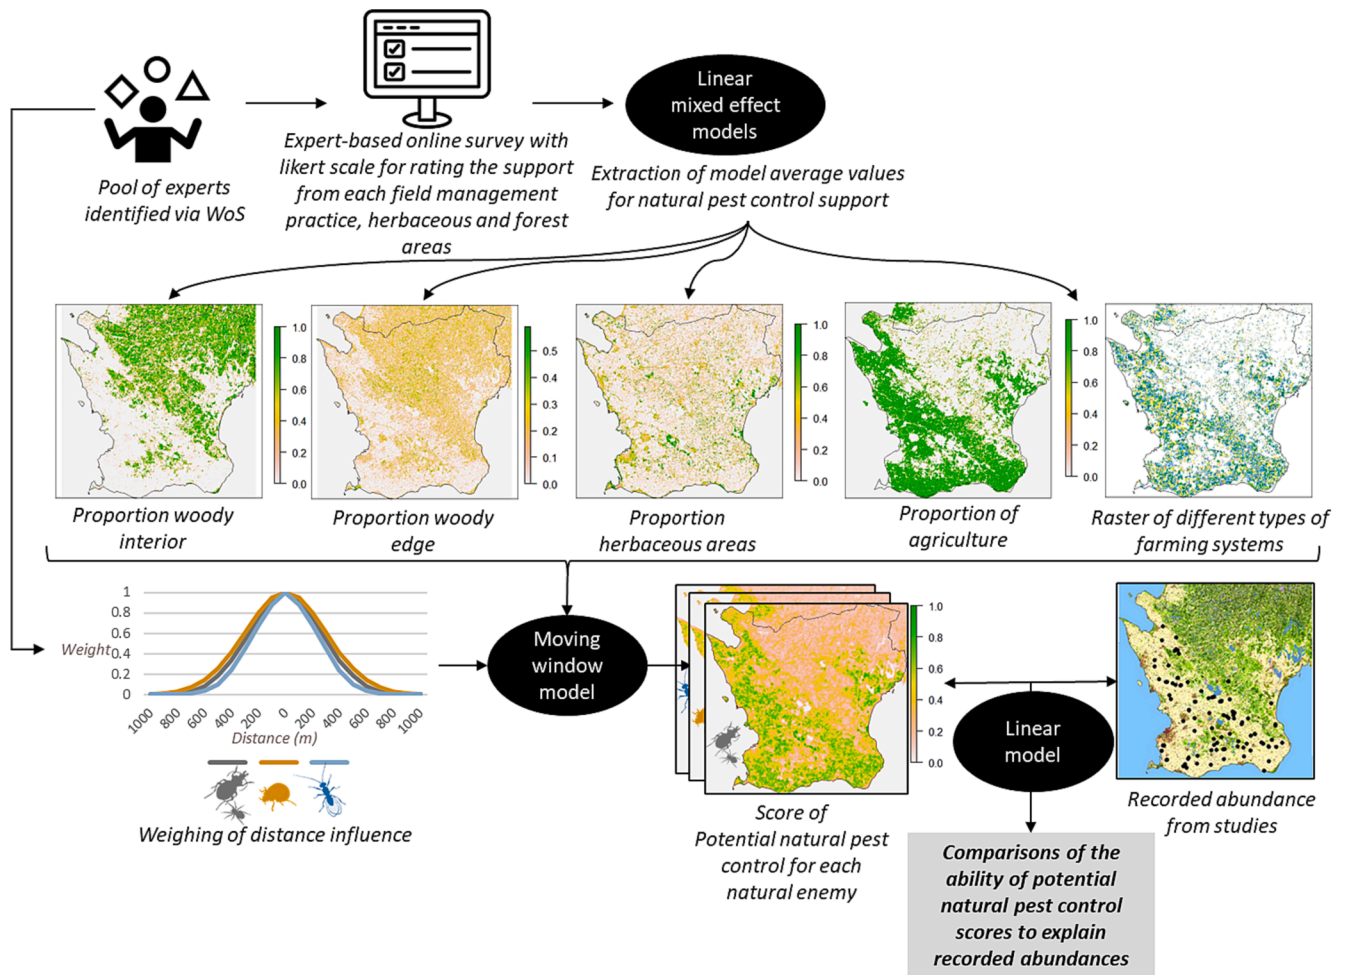 Linear
mixed effect
models
Expert-based online survey with
likert scale for rating the support
from each field management
practice, herbaceous and forest
areas
Pool of experts
identified via WoS
Extraction of model average values
for natural pest control support
1.0
0.8
0.6
0.4
0.2
0.0
0.5
0.4
0.3
0.2
0.1
0.0
1.0
0.8
0.6
0.4
0.2
0.0
1.0
0.8
0.6
0.4
0.2
0.0
Proportion woody
interior
Proportion woody
edge
Proportion
herbaceous areas
Proportion of
agriculture
Raster of different types of
farming systems
1
0.8
0.6
0.4
0.2
0
Weight
1000
800
600
400
200
0
200
400
600
800
1000
Distance (m)
Weighing of distance influence
Moving
window
model
1.0
0.8
0.6
0.4
0.2
0.0
Score of
Potential natural pest
control for each
natural enemy
Linear
model
Recorded abundance
from studies
Comparisons of the
ability of potential
natural pest control
scores to explain
recorded abundances